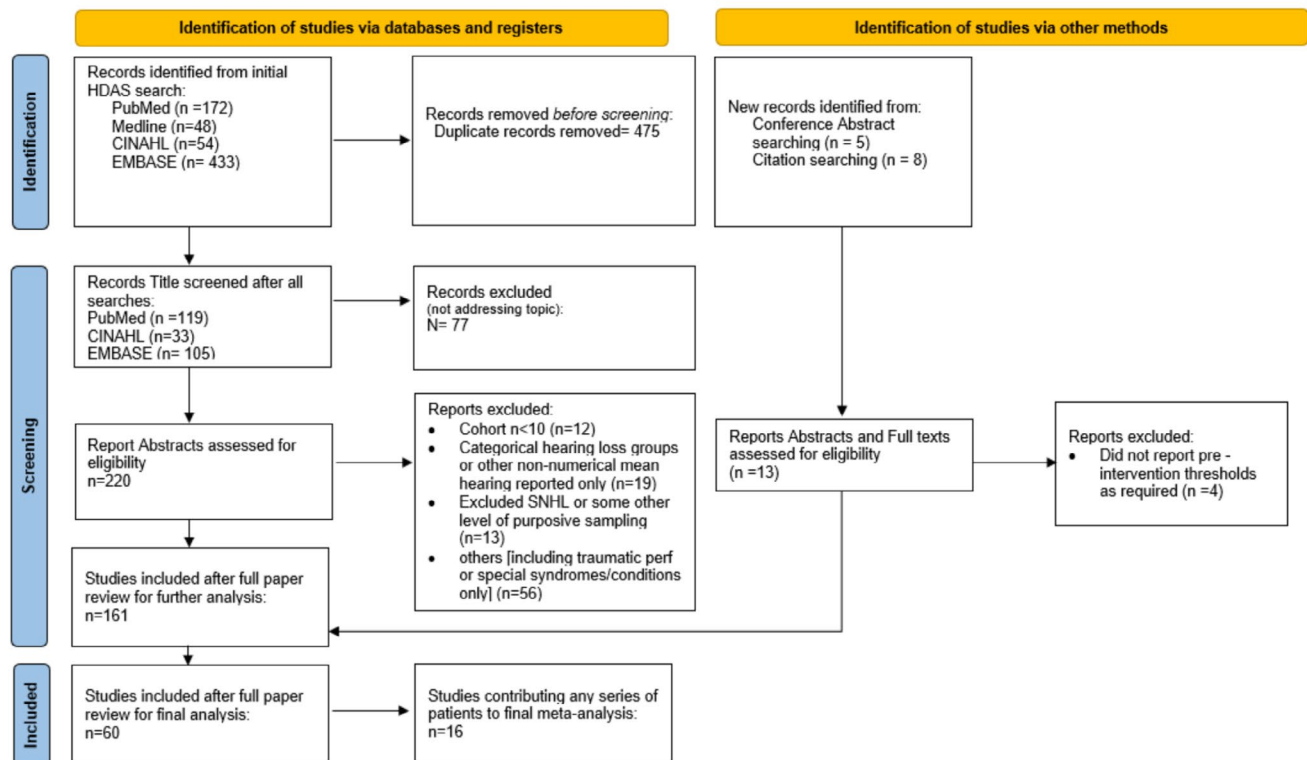 Identification of studies via databases and registers
Identification of studies via other methods
Identification
Records identified from initial
HDAS search:
PubMed (n =172)
Medline (n=48)
CINAHL (n=54)
EMBASE (n= 433)
Records removed before screening:
Duplicate records removed= 475
New records identified from:
Conference Abstract
searching (n = 5)
Citation searching (n = 8)
Screening
Records Title screened after all
searches:
PubMed (n =119)
CINAHL (n=33)
EMBASE (n= 105)
Records excluded
(not addressing topic):
N= 77
Report Abstracts assessed for
eligibility
n=220
Reports excluded:
• Cohort n<10 (n=12)
• Categorical hearing loss groups
or other non-numerical mean
hearing reported only (n=19)
• Excluded SNHL or some other
level of purposive sampling
(n=13)
• others [including traumatic perf
or special syndromes/conditions
only] (n=56)
Reports Abstracts and Full texts
assessed for eligibility
(n =13)
Reports excluded:
• Did not report pre -
intervention thresholds
as required (n =4)
Studies included after full paper
review for further analysis:
n=161
Included
Studies included after full paper
review for final analysis:
n=60
Studies contributing any series of
patients to final meta-analysis:
n=16